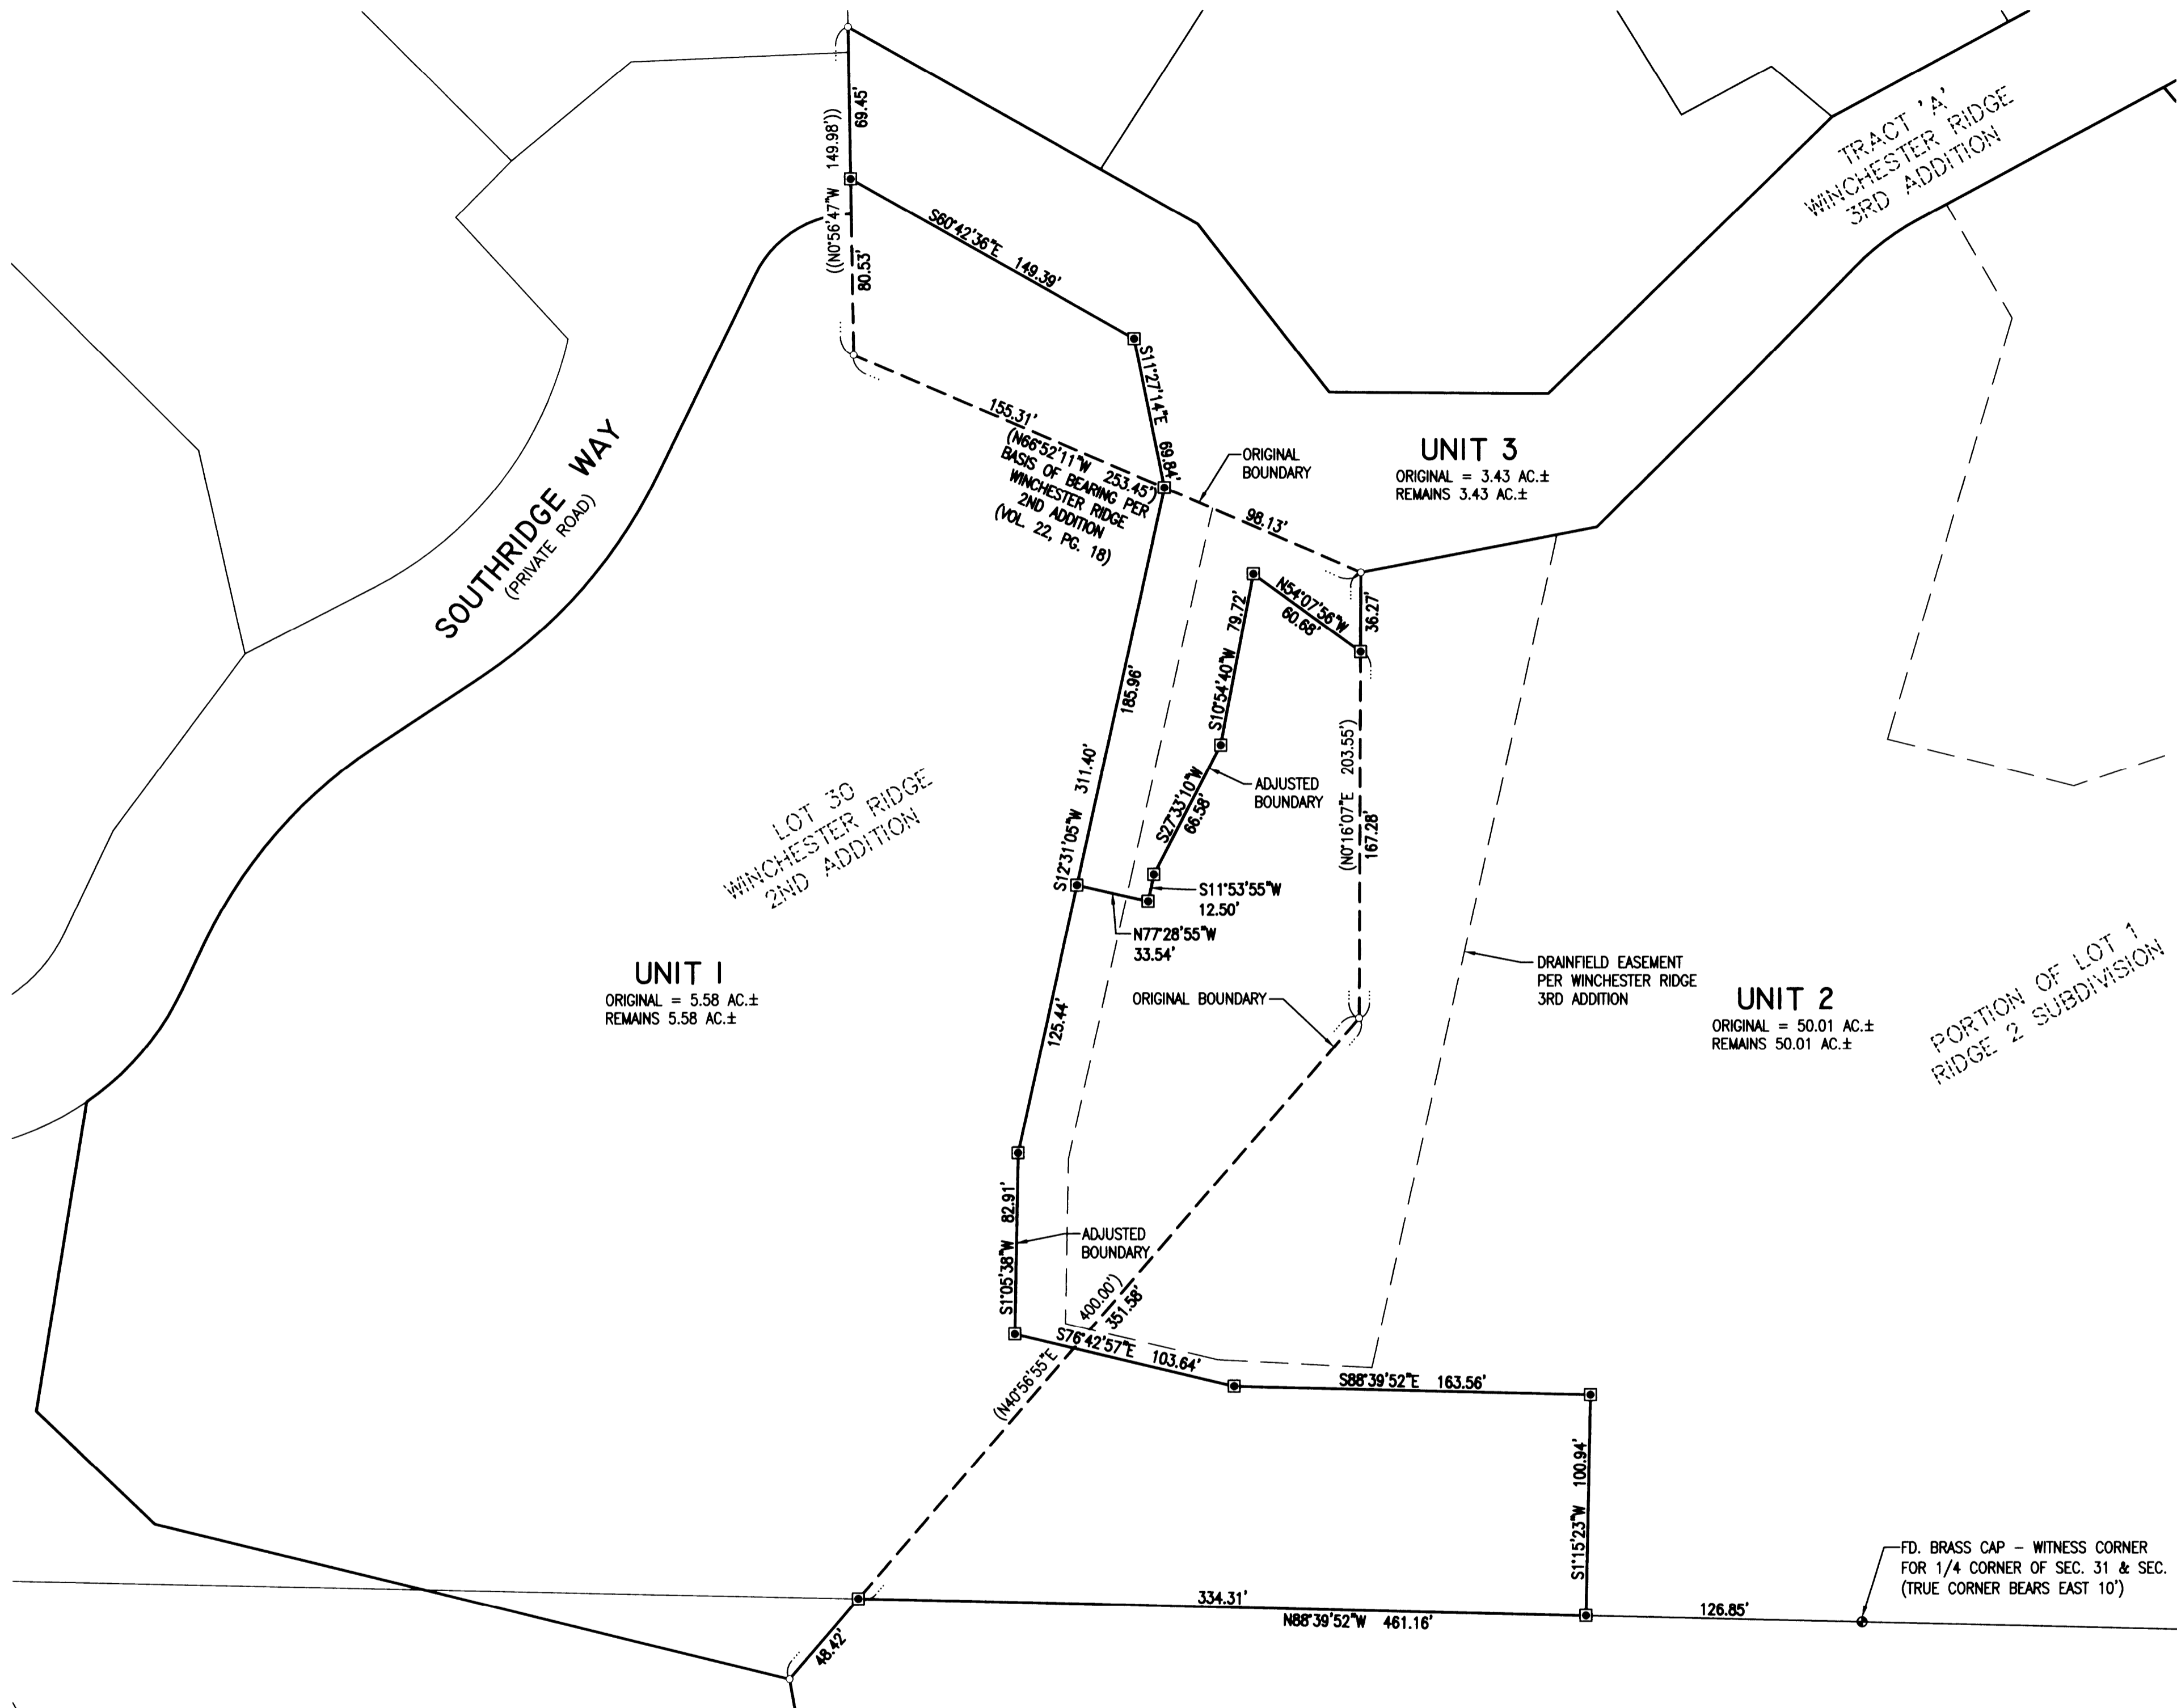 69.45'
((N0°56'47"W 149.98'))
80.53'
S60°42'36"E 149.39'
S11°27'14"E 69.84'
TRACT 'A'
WINCHESTER RIDGE
3RD ADDITION
155.31'
(N66°52'11"W 253.45')
BASIS OF BEARING PER
WINCHESTER RIDGE
2ND ADDITION
(VOL. 22, PG. 18)
ORIGINAL
BOUNDARY
98.13'
UNIT 3
ORIGINAL = 3.43 AC.±
REMAINS 3.43 AC.±
SOUTHRIDGE WAY
(PRIVATE ROAD)
N54°07'56"W
60.68'
36.27'
S10°54'40"W 79.72'
185.96'
S12°31'05"W 311.40'
ADJUSTED
BOUNDARY
S27°33'10"W
66.58'
(N0°16'07"E 203.55')
167.28'
LOT 30
WINCHESTER RIDGE
2ND ADDITION
S11°53'55"W
12.50'
N77°28'55"W
33.54'
UNIT 1
ORIGINAL = 5.58 AC.±
REMAINS 5.58 AC.±
125.44'
ORIGINAL BOUNDARY
DRAINFIELD EASEMENT
PER WINCHESTER RIDGE
3RD ADDITION
UNIT 2
ORIGINAL = 50.01 AC.±
REMAINS 50.01 AC.±
PORTION OF LOT 1
RIDGE 2 SUBDIVISION
S1°05'38"W 82.91'
ADJUSTED
BOUNDARY
(N40°56'55"E 400.00')
351.58'
S76°42'57"E 103.64'
S88°39'52"E 163.56'
S1°15'23"W 100.94'
FD. BRASS CAP – WITNESS CORNER
FOR 1/4 CORNER OF SEC. 31 & SEC.
(TRUE CORNER BEARS EAST 10')
334.31'
N88°39'52"W 461.16'
126.85'
48.42'